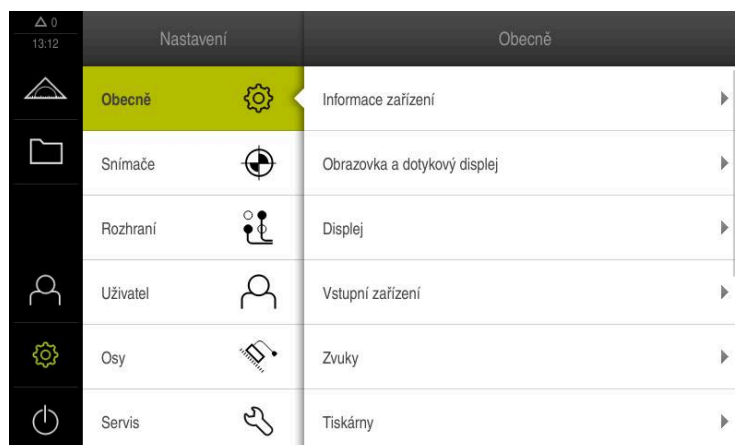 △ 0
13:12
Nastavení
Obecně
Obecně
Snímače
Rozhraní
Uživatel
Osy
Servis
Informace zařízení
Obrazovka a dotykový displej
Displej
Vstupní zařízení
Zvuky
Tiskárny